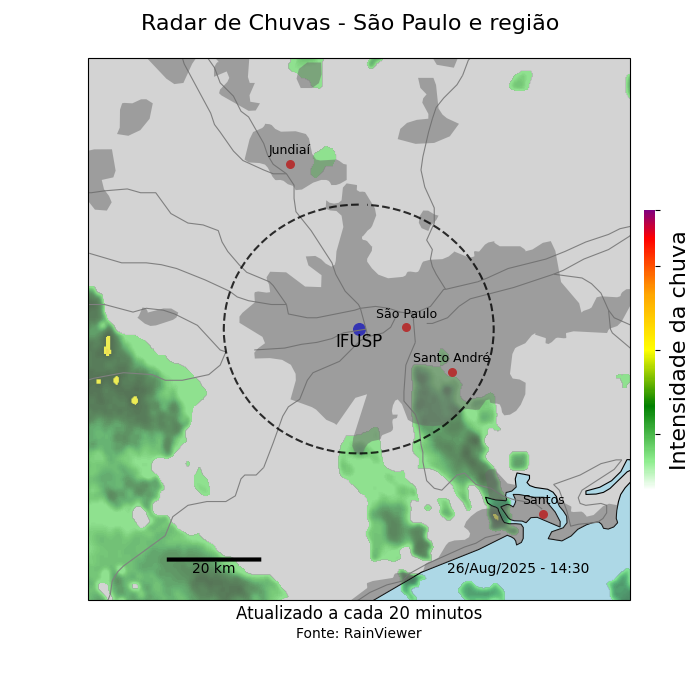 Radar de Chuvas - São Paulo e região
Jundiaí
São Paulo
IFUSP
Santo André
Santos
20 km
26/Aug/2025 - 14:30
Intensidade da chuva
Atualizado a cada 20 minutos
Fonte: RainViewer